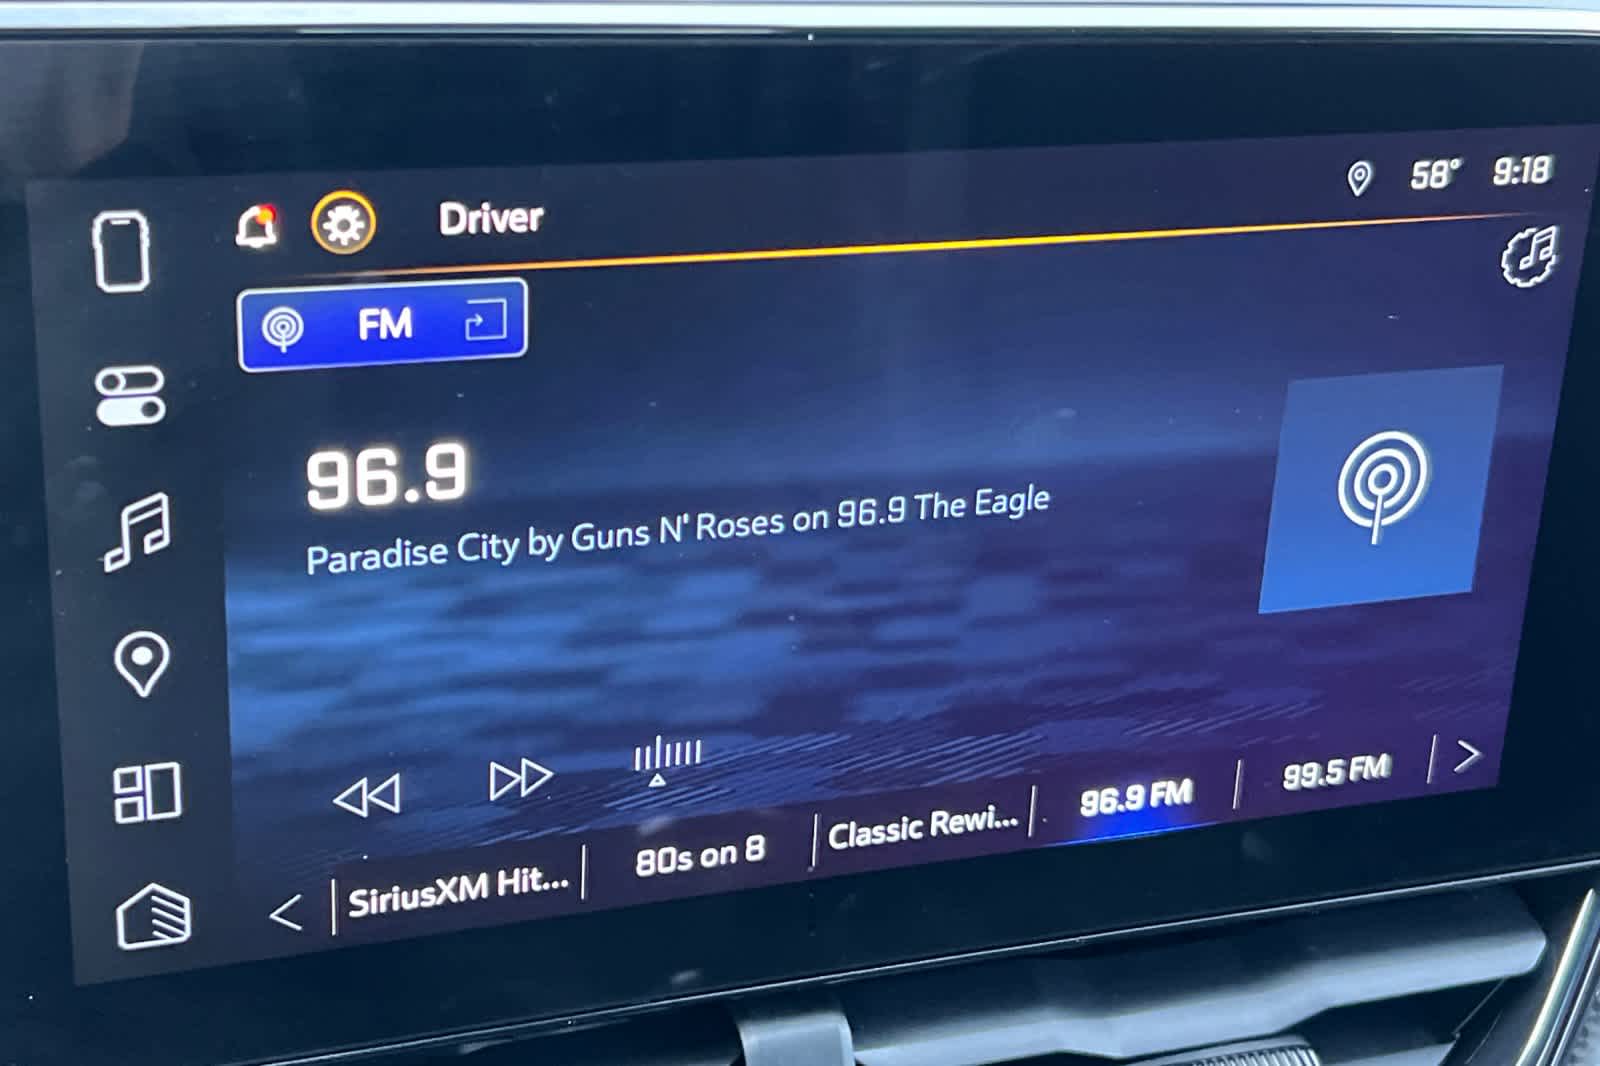 Driver
58° 9:18
FM
96.9
Paradise City by Guns N' Roses on 96.9 The Eagle
SiriusXM Hit... 80s on 8 Classic Rewi... 96.9 FM 99.5 FM